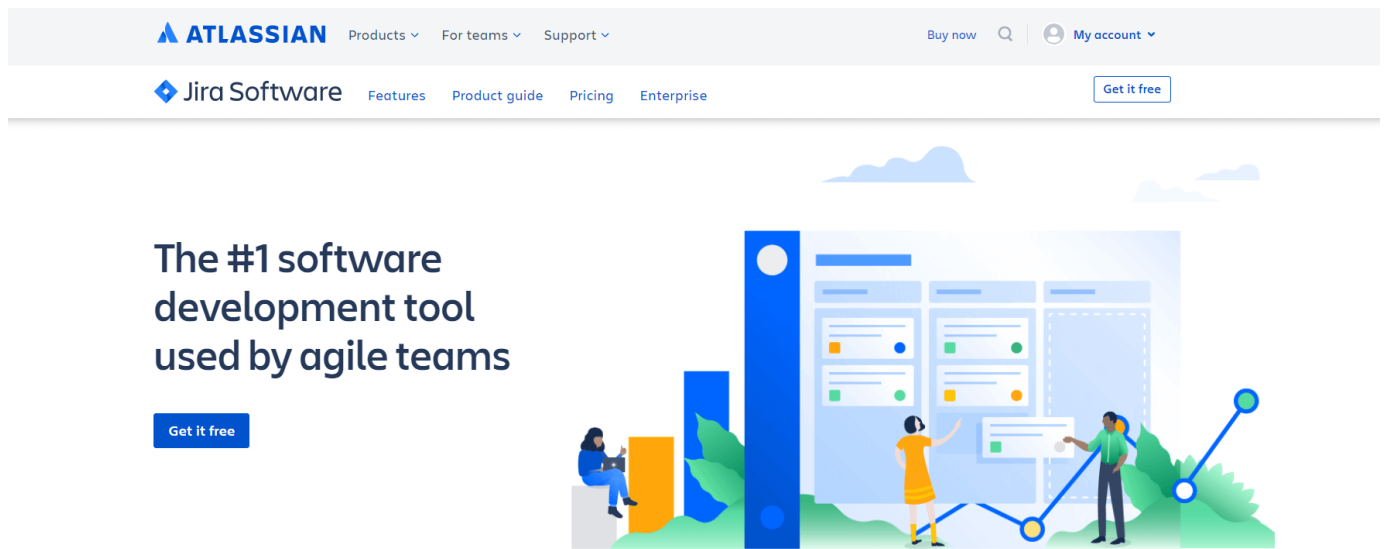 ATLASSIAN Products For teams Support Buy now My account
Jira Software Features Product guide Pricing Enterprise Get it free
The #1 software
development tool
used by agile teams
Get it free